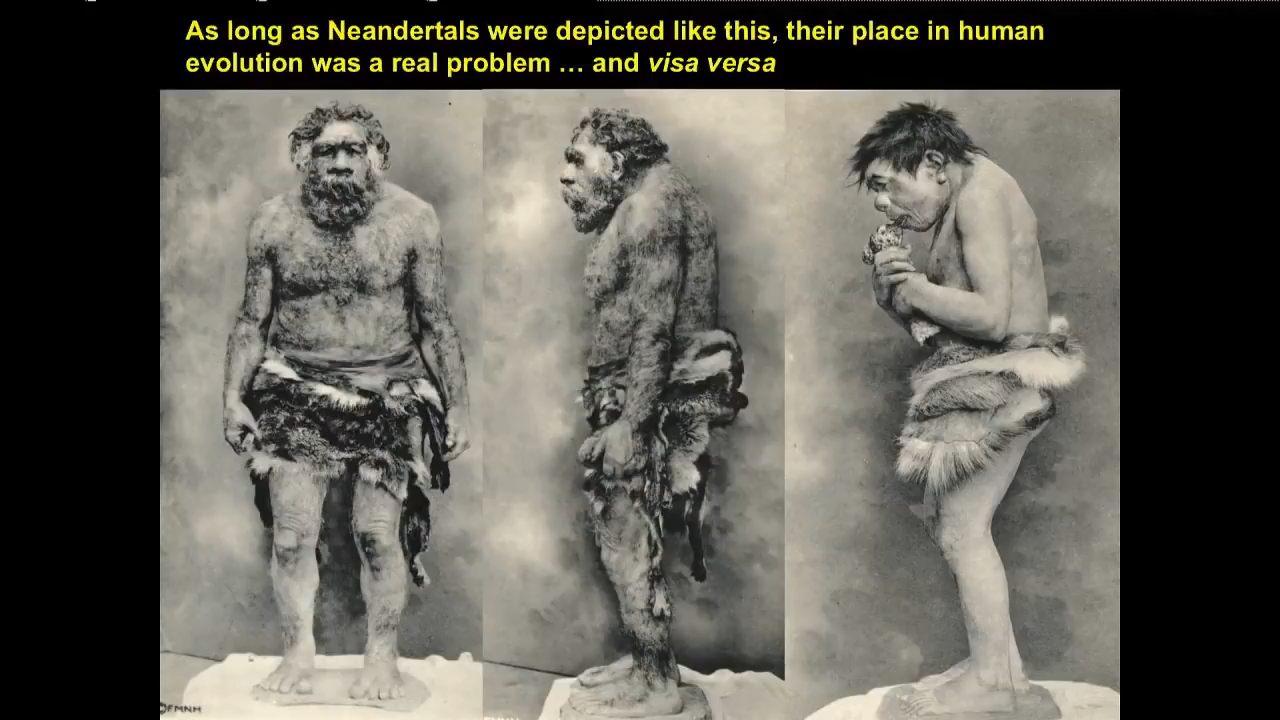 As long as Neandertals were depicted like this, their place in human
evolution was a real problem … and visa versa
FMNH